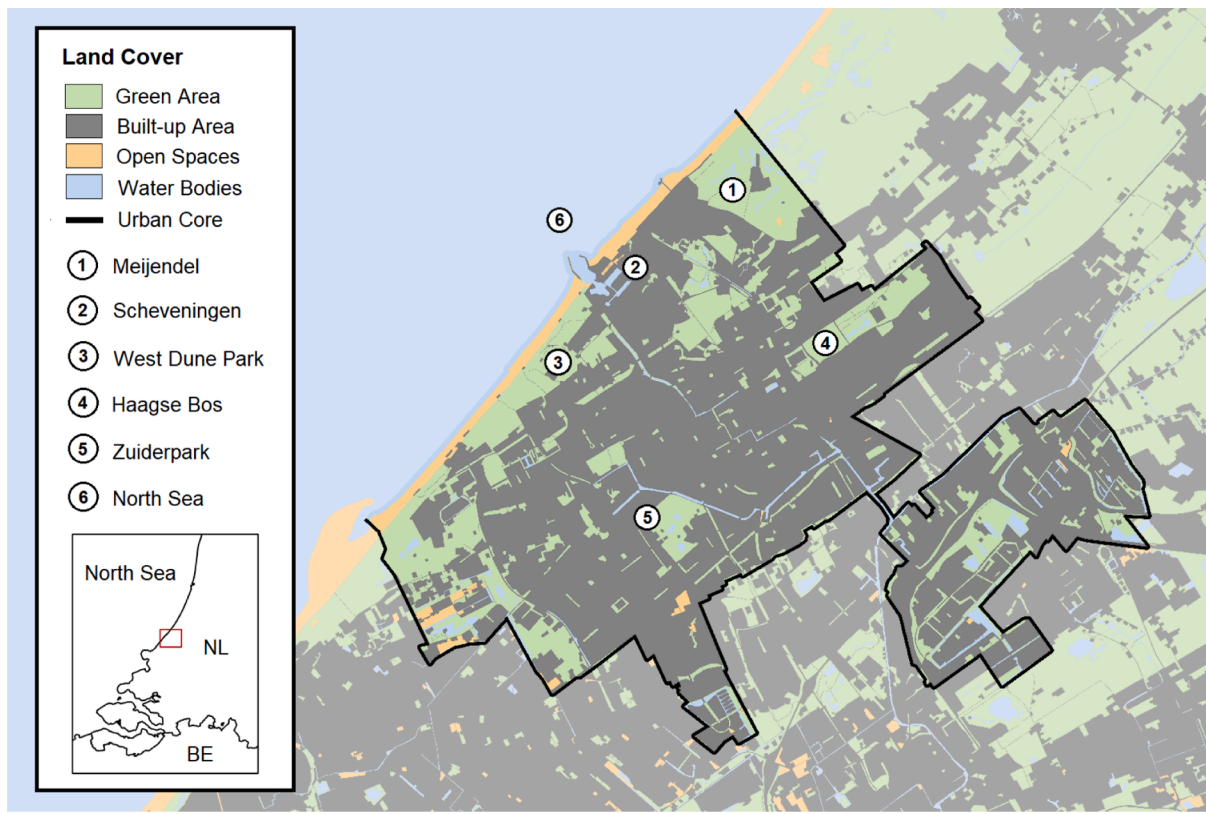 Land Cover
Green Area
Built-up Area
Open Spaces
Water Bodies
Urban Core
1 Meijendel
2 Scheveningen
3 West Dune Park
4 Haagse Bos
5 Zuiderpark
6 North Sea
North Sea
NL
BE
1
6
2
4
3
5